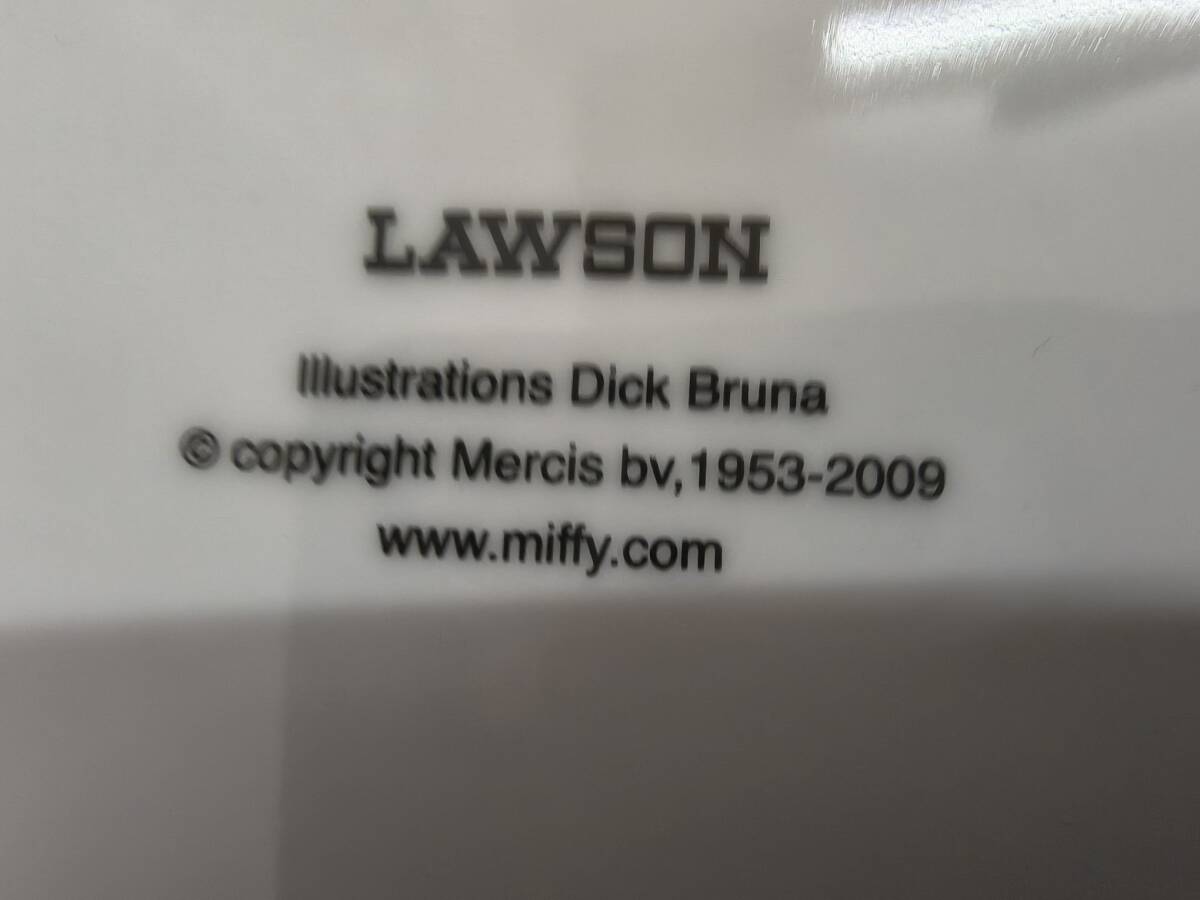 LAWSON
Illustrations Dick Bruna
© copyright Mercis bv,1953-2009
www.miffy.com